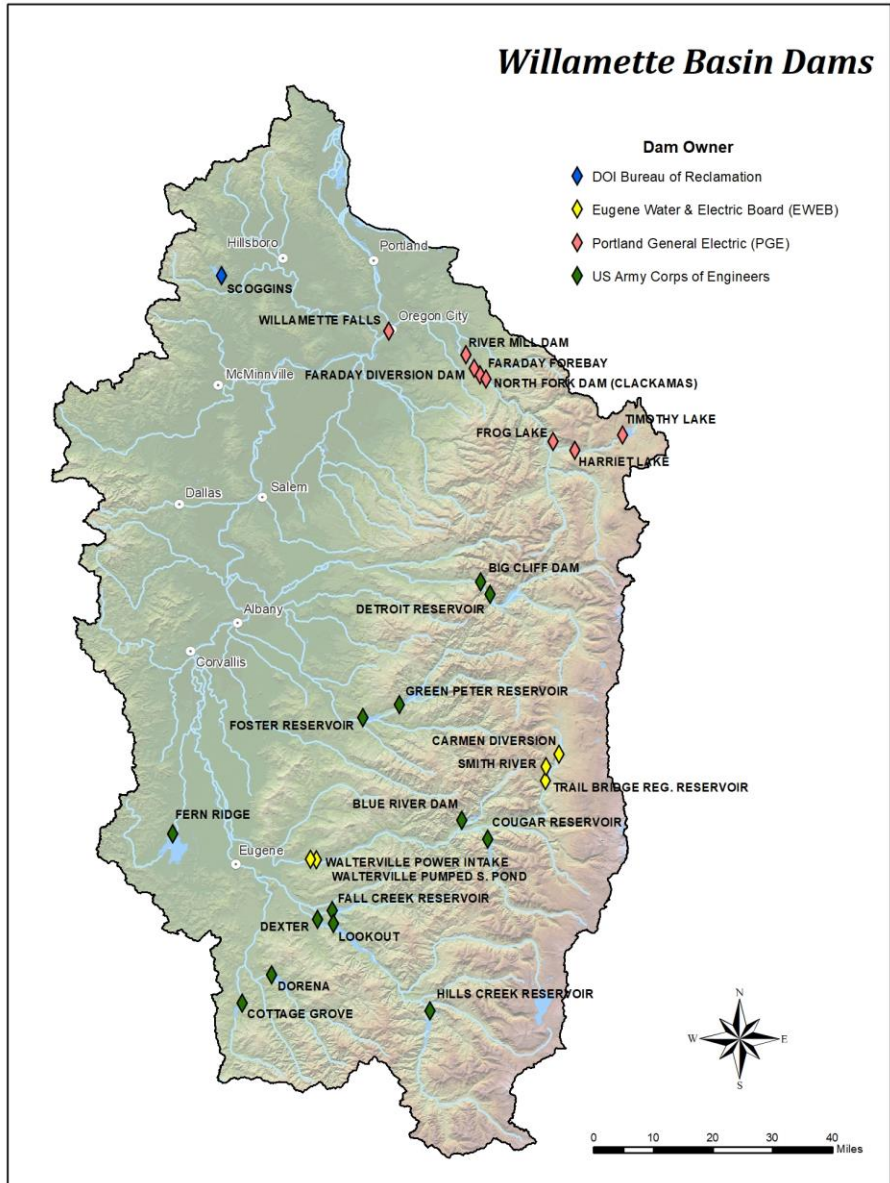 Willamette Basin Dams
Dam Owner
DOI Bureau of Reclamation
Eugene Water & Electric Board (EWEB)
Portland General Electric (PGE)
US Army Corps of Engineers
Hillsboro
Portland
SCOGGINS
WILLAMETTE FALLS
Oregon City
RIVER MILL DAM
FARADAY FOREBAY
FARADAY DIVERSION DAM
NORTH FORK DAM (CLACKAMAS)
McMinnville
TIMOTHY LAKE
FROG LAKE
HARRIET LAKE
Dallas
Salem
BIG CLIFF DAM
DETROIT RESERVOIR
Albany
Corvallis
GREEN PETER RESERVOIR
FOSTER RESERVOIR
CARMEN DIVERSION
SMITH RIVER
TRAIL BRIDGE REG. RESERVOIR
BLUE RIVER DAM
COUGAR RESERVOIR
FERN RIDGE
Eugene
WALTERVILLE POWER INTAKE
WALTERVILLE PUMPED S. POND
FALL CREEK RESERVOIR
DEXTER
LOOKOUT
DORENA
HILLS CREEK RESERVOIR
COTTAGE GROVE
N
W
E
S
0 10 20 30 40
Miles